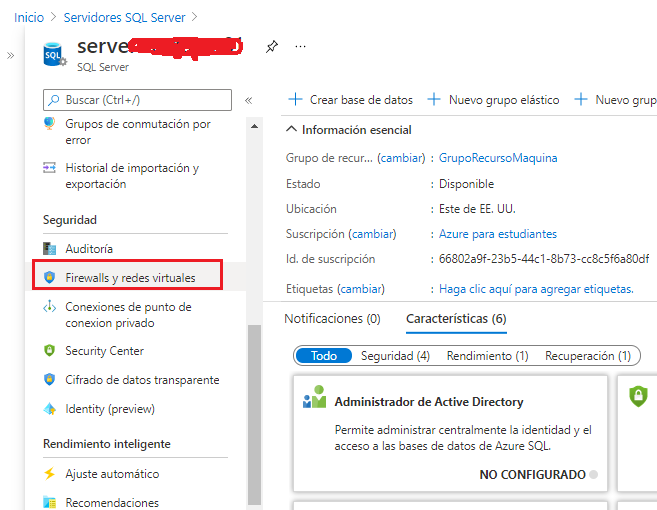 Inicio > Servidores SQL Server >
SQL Server
Buscar (Ctrl+/)
Grupos de conmutación por
error
Historial de importación y
exportación
Seguridad
Auditoría
Firewalls y redes virtuales
Conexiones de punto de
conexion privado
Security Center
Cifrado de datos transparente
Identity (preview)
Rendimiento inteligente
Ajuste automático
Recomendaciones
Crear base de datos
Nuevo grupo elástico
Nuevo grupo
Información esencial
Grupo de recur... (cambiar) : GrupoRecursoMaquina
Estado : Disponible
Ubicación : Este de EE. UU.
Suscripción (cambiar) : Azure para estudiantes
Id. de suscripción : 66802a9f-23b5-44c1-8b73-cc8c5f6a80df
Etiquetas (cambiar) : Haga clic aquí para agregar etiquetas.
Notificaciones (0) Características (6)
Todo Seguridad (4) Rendimiento (1) Recuperación (1)
Administrador de Active Directory
Permite administrar centralmente la identidad y el
acceso a las bases de datos de Azure SQL.
NO CONFIGURADO